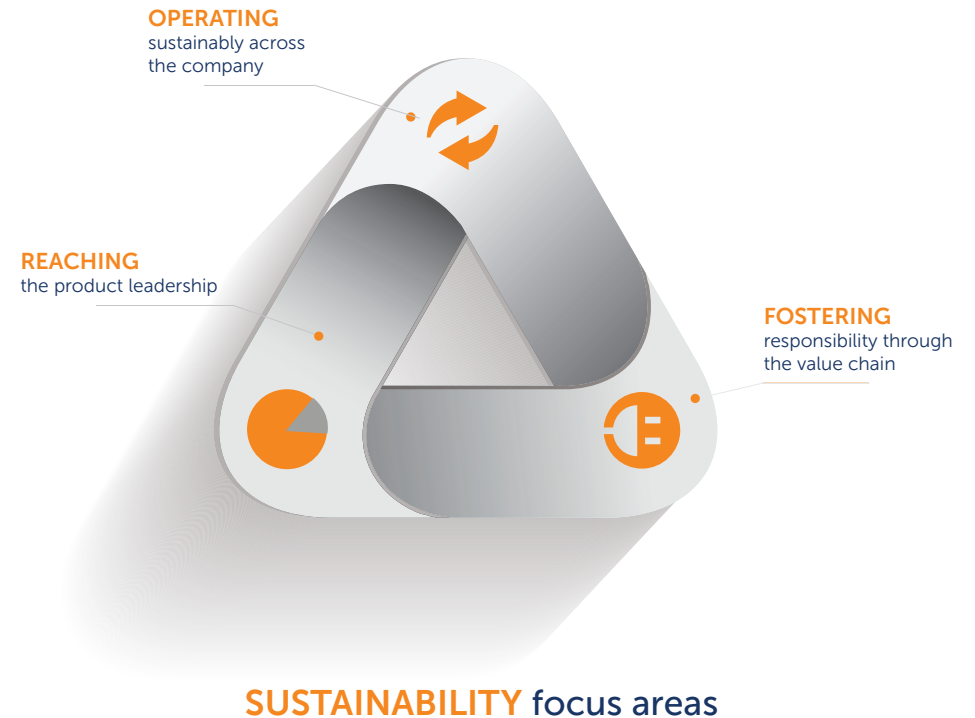 OPERATING
sustainably across
the company
REACHING
the product leadership
FOSTERING
responsibility through
the value chain
SUSTAINABILITY focus areas